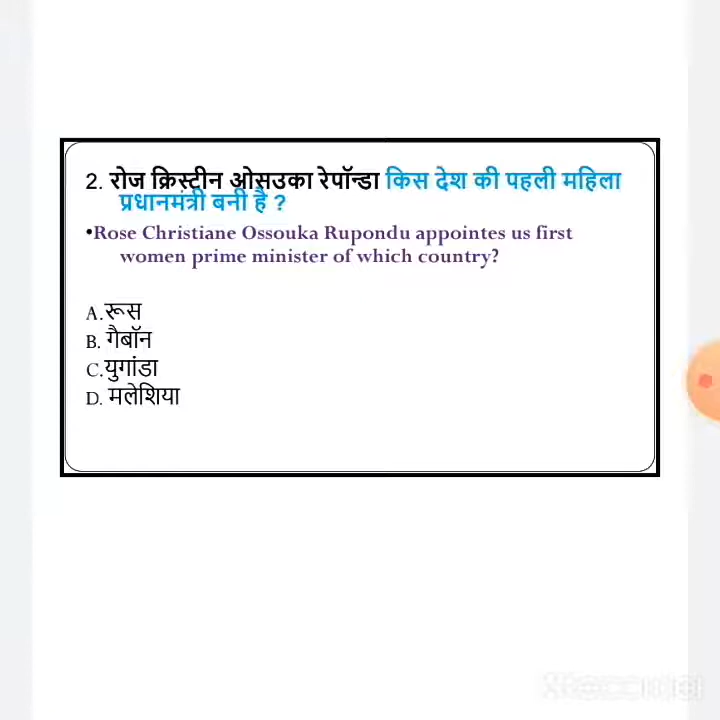 2. रोज क्रिस्टीन ओसउका रेपॉन्डा किस देश की पहली महिला
प्रधानमंत्री बनी है ?
•Rose Christiane Ossouka Rupondu appointes us first
women prime minister of which country?
A.रूस
B. गैबॉन
C.युगांडा
D. मलेशिया